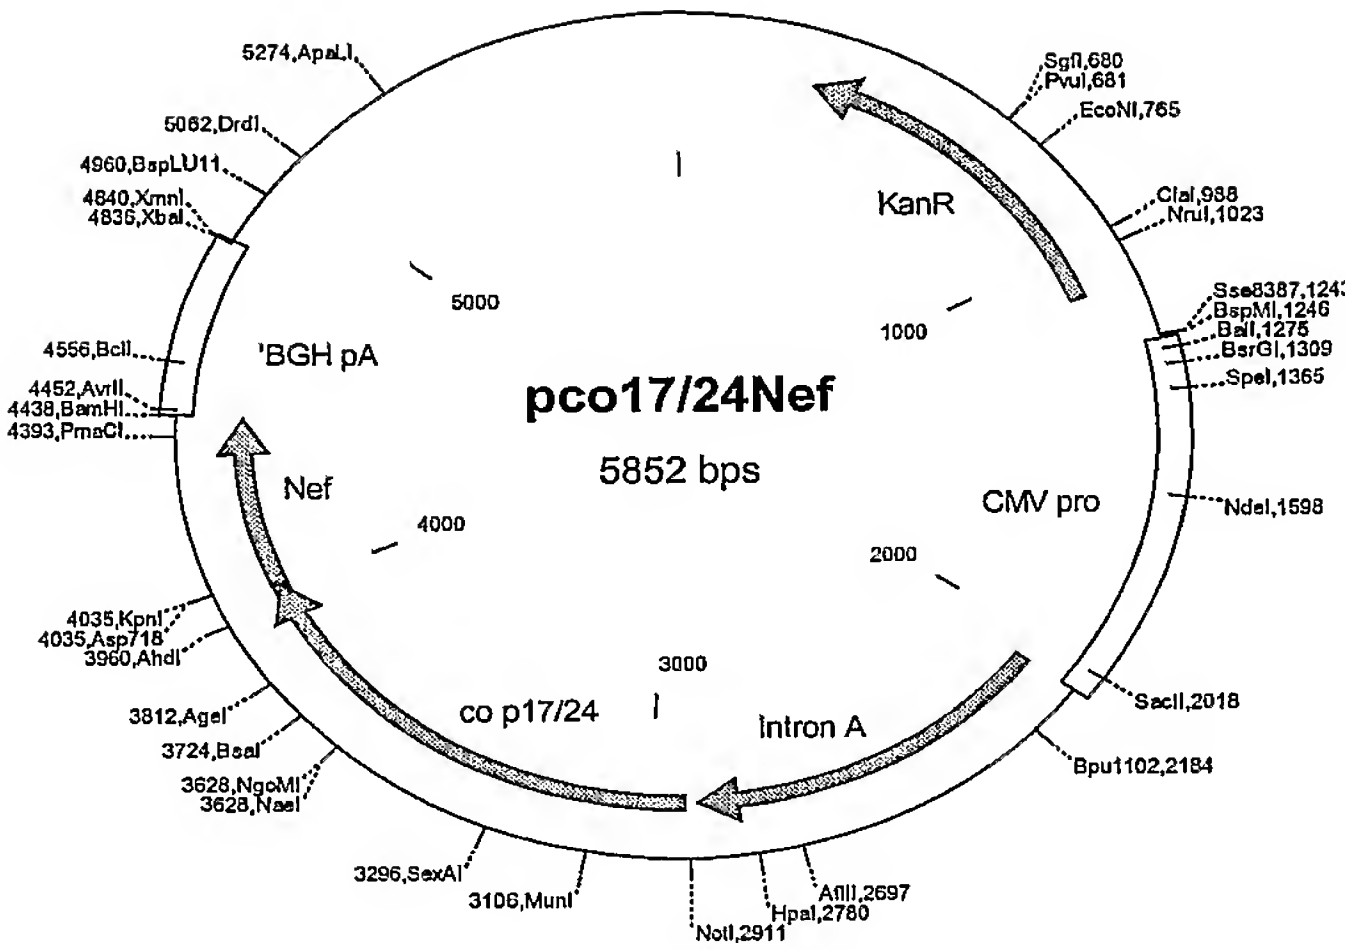 5274,ApaLI
SgfI,680
PvuI,681
5062,DrdI
EcoNI,765
4960,BspLU11
4840,XmnI
4836,XbaI
KanR
ClaI,988
NruI,1023
5000
1000
Sse8387,1243
BspMI,1246
BalI,1275
BsrGI,1309
SpeI,1365
4556,BclI
'BGH pA
4452,AvrII
4438,BamHI
4393,PmaCI
pco17/24Nef
5852 bps
Nef
CMV pro
NdeI,1598
4000
2000
4035,KpnI
4035,Asp718
3960,AhdI
3000
3812,AgeI
co p17/24
Intron A
SacII,2018
3724,BsaI
Bpu1102,2184
3628,NgoMI
3628,NaeI
3296,SexAI
3106,MunI
AflII,2697
HpaI,2780
NotI,2911